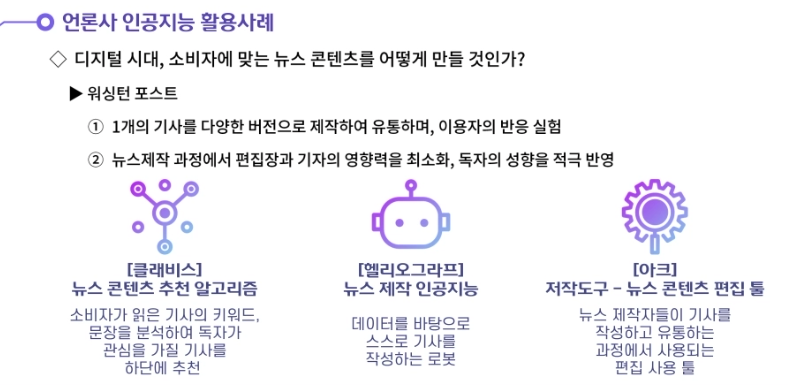 언론사 인공지능 활용사례
◇ 디지털 시대, 소비자에 맞는 뉴스 콘텐츠를 어떻게 만들 것인가?
▶ 워싱턴 포스트
① 1개의 기사를 다양한 버전으로 제작하여 유통하며, 이용자의 반응 실험
② 뉴스제작 과정에서 편집장과 기자의 영향력을 최소화, 독자의 성향을 적극 반영
[클래비스]
뉴스 콘텐츠 추천 알고리즘
소비자가 읽은 기사의 키워드,
문장을 분석하여 독자가
관심을 가질 기사를
하단에 추천
[헬리오그라프]
뉴스 제작 인공지능
데이터를 바탕으로
스스로 기사를
작성하는 로봇
[아크]
저작도구 - 뉴스 콘텐츠 편집 툴
뉴스 제작자들이 기사를
작성하고 유통하는
과정에서 사용되는
편집 사용 툴